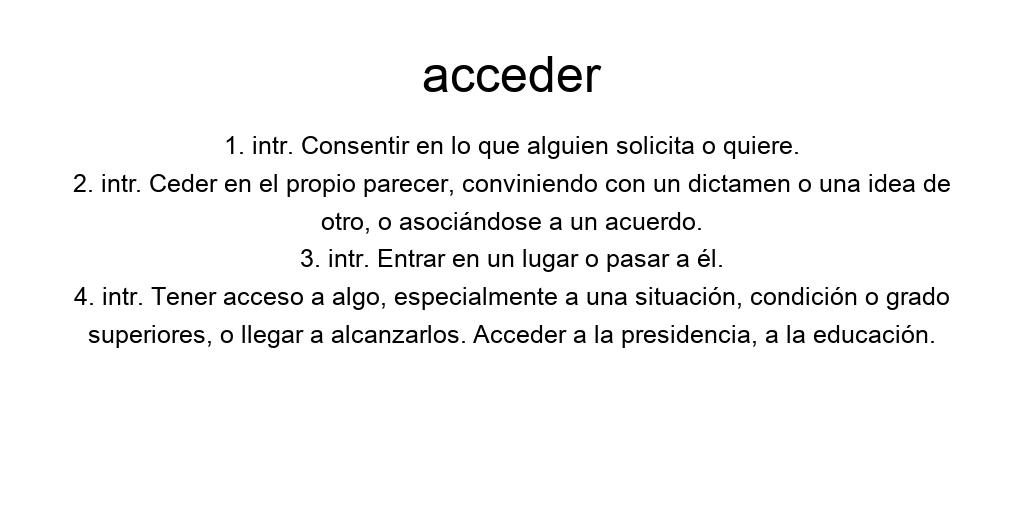 acceder
1. intr. Consentir en lo que alguien solicita o quiere.
2. intr. Ceder en el propio parecer, conviniendo con un dictamen o una idea de
otro, o asociándose a un acuerdo.
3. intr. Entrar en un lugar o pasar a él.
4. intr. Tener acceso a algo, especialmente a una situación, condición o grado
superiores, o llegar a alcanzarlos. Acceder a la presidencia, a la educación.